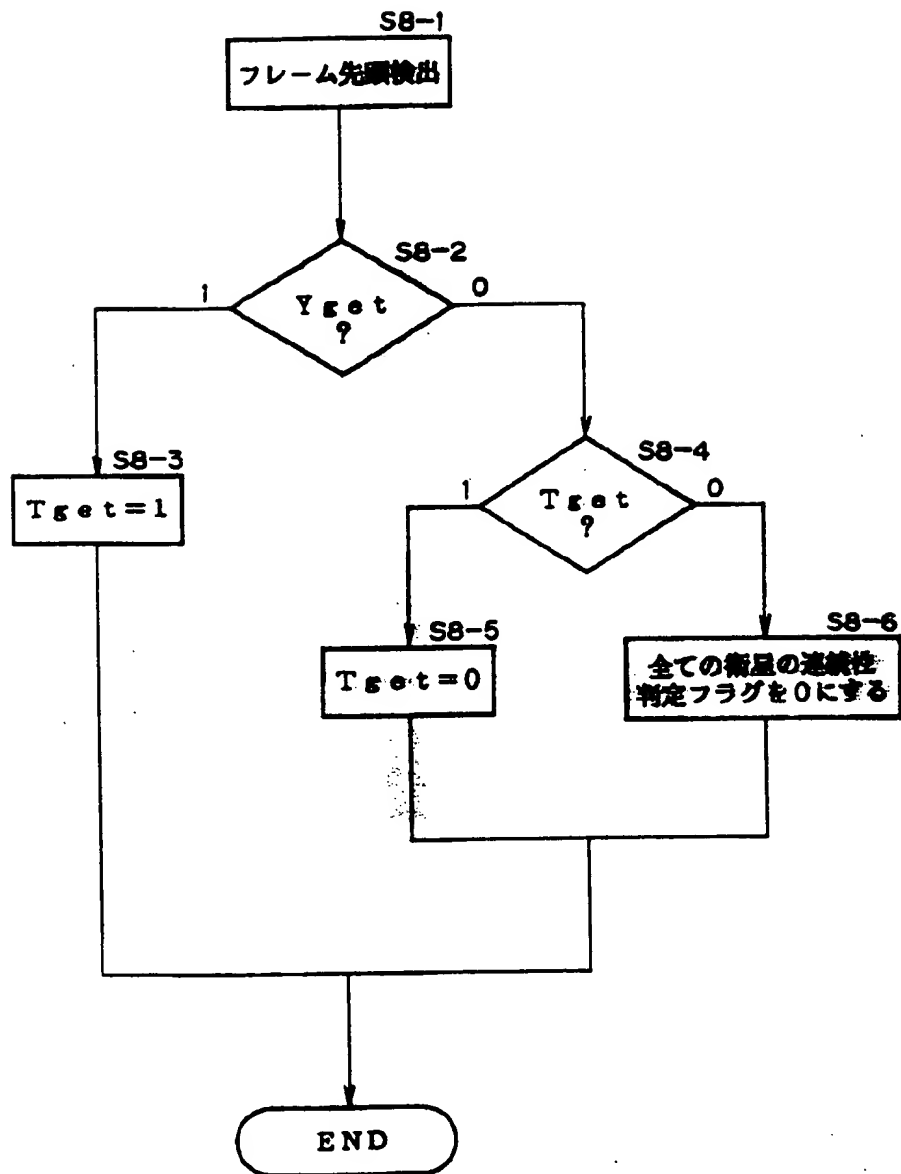 S8-1
フレーム先頭検出
S8-2
Yget
?
1
0
S8-3
Tget=1
S8-4
Tget
?
1
0
S8-5
Tget=0
S8-6
全ての衛星の連続性
判定フラグを0にする
END